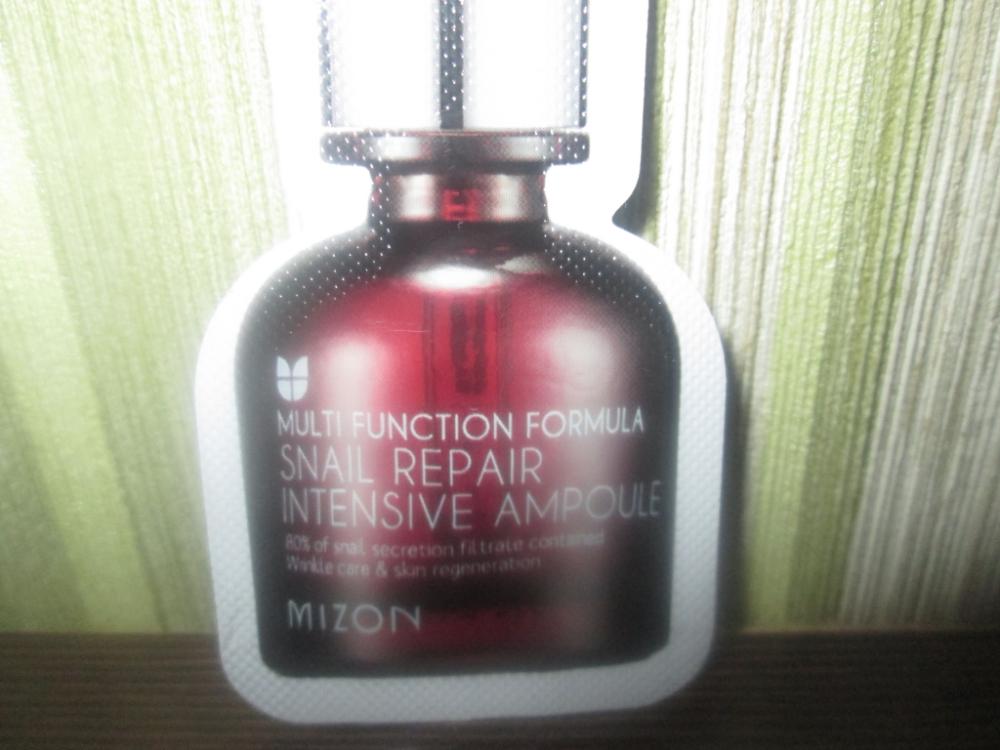 MULTI FUNCTION FORMULA
SNAIL REPAIR
INTENSIVE AMPOULE
80% of snail secretion filtrate contained
Wrinkle care & skin regeneration
MIZON